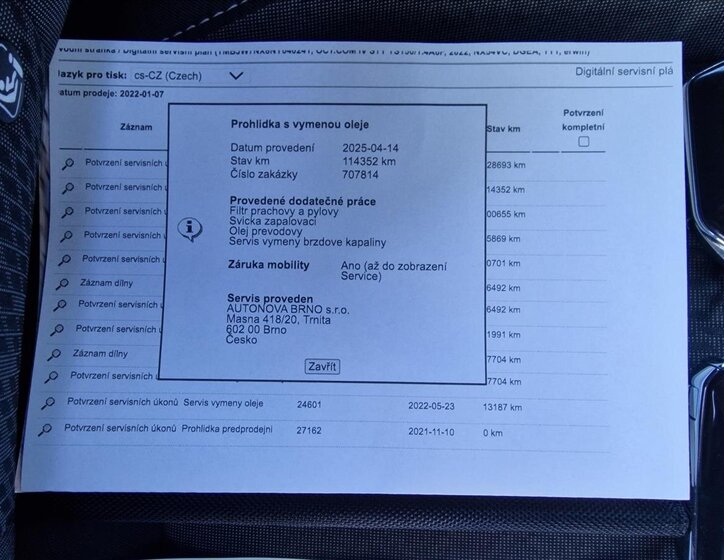 Jazyk pro tisk: cs-CZ (Czech)
Digitální servisní plá
atum prodeje: 2022-01-07
Záznam
Stav km
Potvrzení
kompletní
Prohlidka s vymenou oleje
Datum provedení 2025-04-14
Stav km 114352 km
Číslo zakázky 707814
Provedené dodatečné práce
Filtr prachovy a pylovy
Svicka zapalovaci
Olej prevodovy
Servis vymený brzdove kapaliny
Záruka mobility Ano (až do zobrazení
Service)
Servis proveden
AUTONOVA BRNO s.r.o.
Masna 418/20, Trnita
602 00 Brno
Česko
Zavřít
Potvrzení servisních 28693 km
Potvrzení servisních 14352 km
Potvrzení servisních 00655 km
Potvrzení servisních 5869 km
Potvrzení servisních 0701 km
Záznam dílny 6492 km
Potvrzení servisních ú 6492 km
Potvrzení servisních ú 1991 km
Záznam dílny 7704 km
Potvrzení servisních ú 7704 km
Potvrzení servisních úkonů Servis vymeny oleje 24601 2022-05-23 13187 km
Potvrzení servisních úkonů Prohlidka predprodejni 27162 2021-11-10 0 km